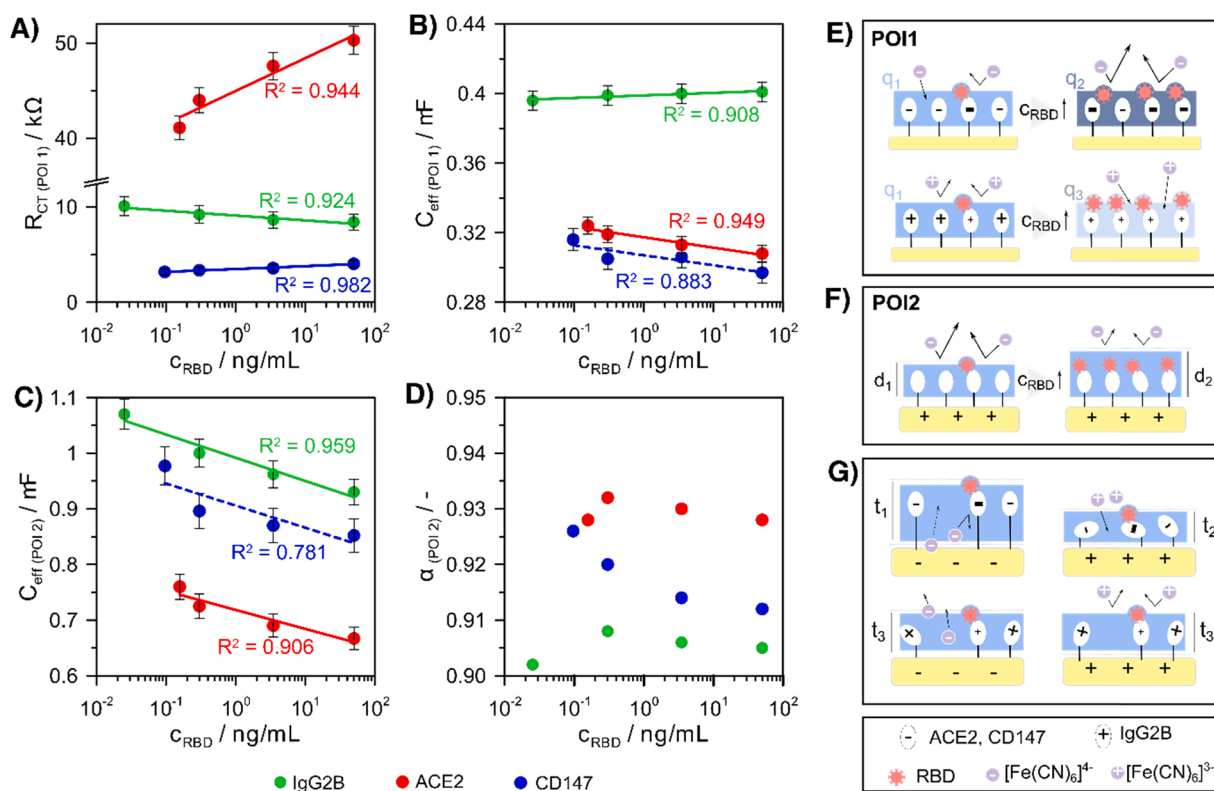 A)
50
40
10
0
R_CT (POI 1) / kΩ
R² = 0.944
R² = 0.924
R² = 0.982
10⁻² 10⁻¹ 10⁰ 10¹ 10²
c_RBD / ng/mL
B)
0.44
0.4
0.36
0.32
0.28
C_eff (POI 1) / mF
R² = 0.908
R² = 0.949
R² = 0.883
10⁻² 10⁻¹ 10⁰ 10¹ 10²
c_RBD / ng/mL
C)
1.1
1
0.9
0.8
0.7
0.6
C_eff (POI 2) / mF
R² = 0.959
R² = 0.781
R² = 0.906
10⁻² 10⁻¹ 10⁰ 10¹ 10²
c_RBD / ng/mL
D)
0.95
0.94
0.93
0.92
0.91
0.90
α (POI 2) / -
10⁻² 10⁻¹ 10⁰ 10¹ 10²
c_RBD / ng/mL
IgG2B ACE2 CD147
E) POI1
q₁ c_RBD ↑ q₂
q₁ c_RBD ↑ q₃
F) POI2
d₁ c_RBD ↑ d₂
+ + + + + +
G)
t₁ t₂
- - - + + +
t₃ t₃
- - - + + +
- ACE2, CD147 + IgG2B
RBD - [Fe(CN)₆]⁴⁻ + [Fe(CN)₆]³⁻